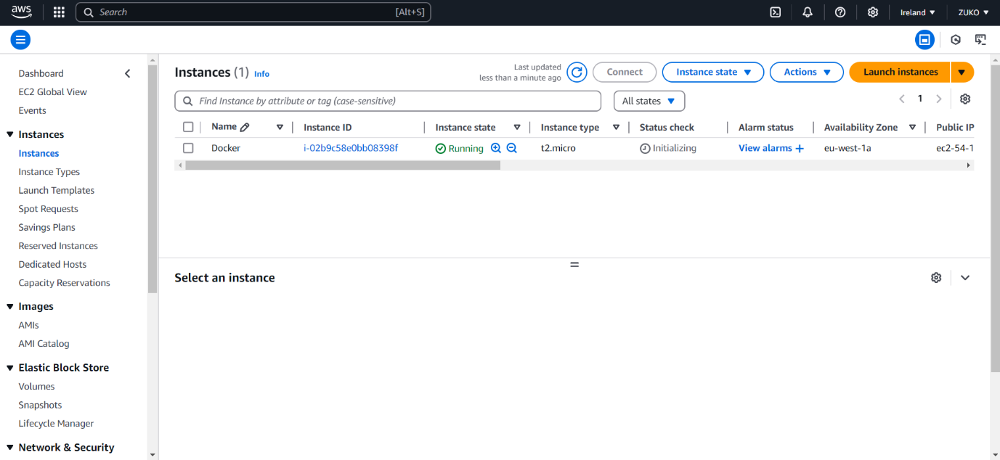 aws
Search [Alt+S]
Ireland ZUKO
Dashboard
EC2 Global View
Events
Instances
Instances
Instance Types
Launch Templates
Spot Requests
Savings Plans
Reserved Instances
Dedicated Hosts
Capacity Reservations
Images
AMIs
AMI Catalog
Elastic Block Store
Volumes
Snapshots
Lifecycle Manager
Network & Security
Instances (1) Info
Last updated
less than a minute ago
Connect
Instance state
Actions
Launch instances
Find Instance by attribute or tag (case-sensitive)
All states
1
Name Instance ID Instance state Instance type Status check Alarm status Availability Zone Public IP
Docker i-02b9c58e0bb08398f Running t2.micro Initializing View alarms + eu-west-1a ec2-54-1
Select an instance